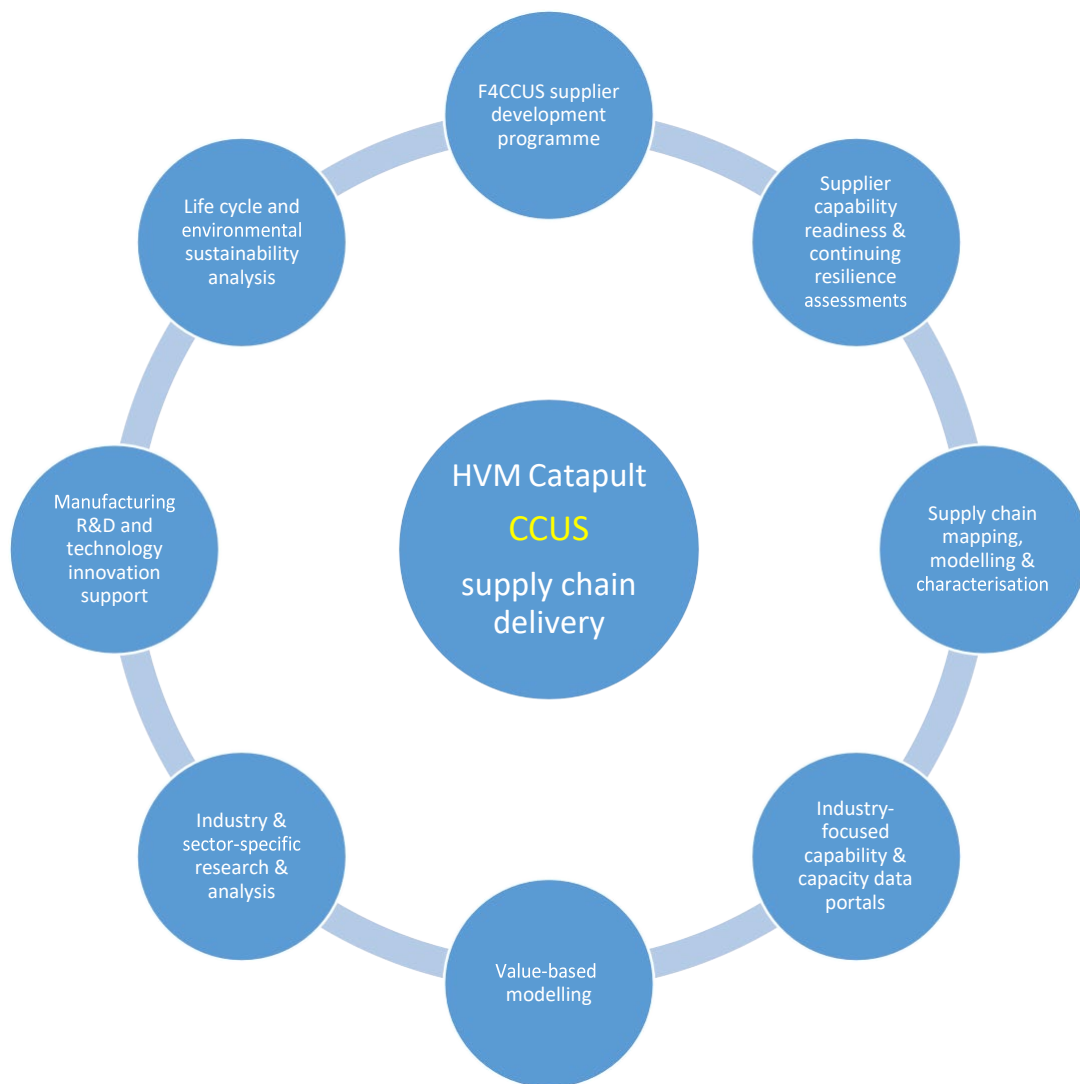 F4CCUS supplier
development
programme
Supplier
capability
readiness &
continuing
resilience
assessments
Supply chain
mapping,
modelling &
characterisation
Industry-
focused
capability &
capacity data
portals
Value-based
modelling
Industry &
sector-specific
research &
analysis
Manufacturing
R&D and
technology
innovation
support
Life cycle and
environmental
sustainability
analysis
HVM Catapult
CCUS
supply chain
delivery